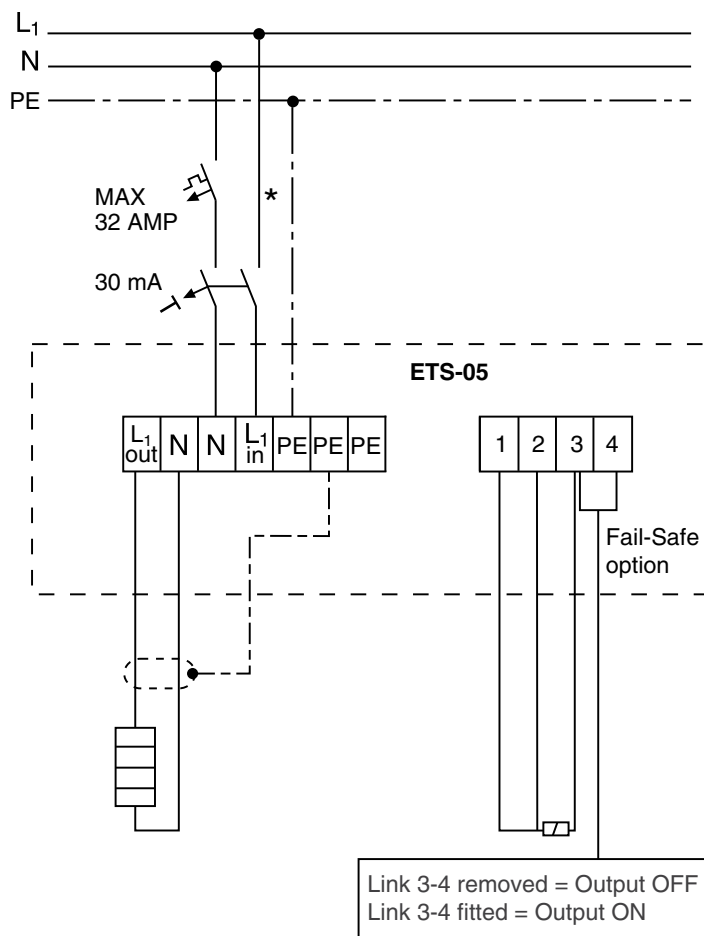 L1
N
PE
*
MAX
32 AMP
30 mA
ETS-05
L1 out N N L1 in PE PE PE
1 2 3 4
Fail-Safe
option
Link 3-4 removed = Output OFF
Link 3-4 fitted = Output ON